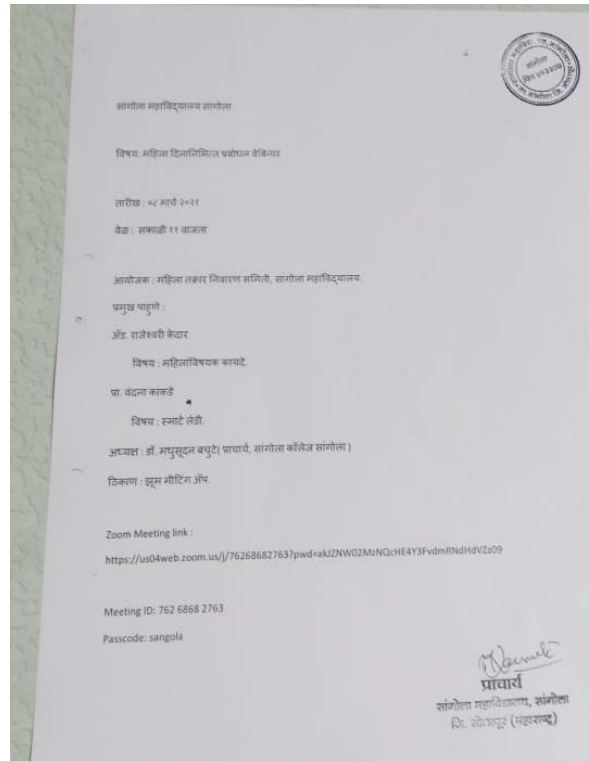 सांगोला महाविद्यालय सांगोला
विषय: महिला दिनानिमित्त प्रबोधन वेबिनार
तारीख : ०८ मार्च २०२१
वेळ : सकाळी ११ वाजता
आयोजक : महिला तक्रार निवारण समिती, सांगोला महाविद्यालय.
प्रमुख पाहुणे :
ॲड. राजेश्वरी केदार
विषय : महिलांविषयक कायदे.
प्रा. वंदना काकडे
विषय : स्मार्ट लेडी.
अध्यक्ष : डॉ. मधुसूदन बचुटे( प्राचार्य, सांगोला कॉलेज सांगोला )
ठिकाण : झूम मीटिंग ॲप.
Zoom Meeting link :
https://us04web.zoom.us/j/76268682763?pwd=akJZNW02MzNQcHE4Y3FvdmRNdHdVZz09
Meeting ID: 762 6868 2763
Passcode: sangola
प्राचार्य
सांगोला महाविद्यालय, सांगोला
जि. सोलापूर (महाराष्ट्र)